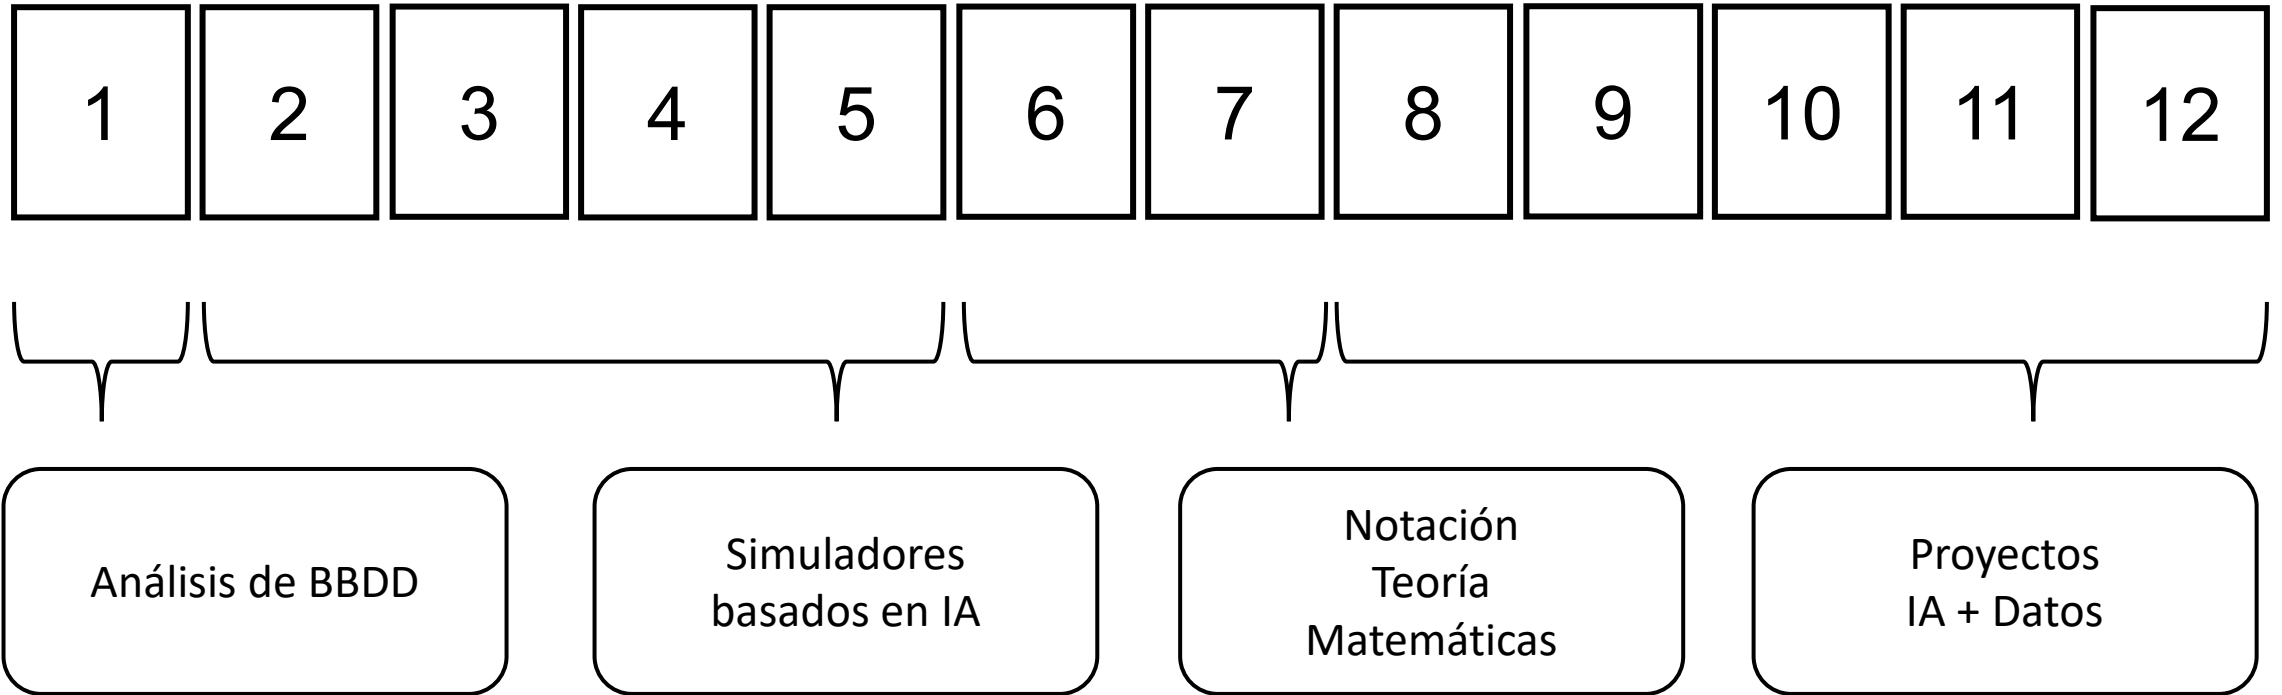 1 2 3 4 5 6 7 8 9 10 11 12
Análisis de BBDD
Simuladores
basados en IA
Notación
Teoría
Matemáticas
Proyectos
IA + Datos